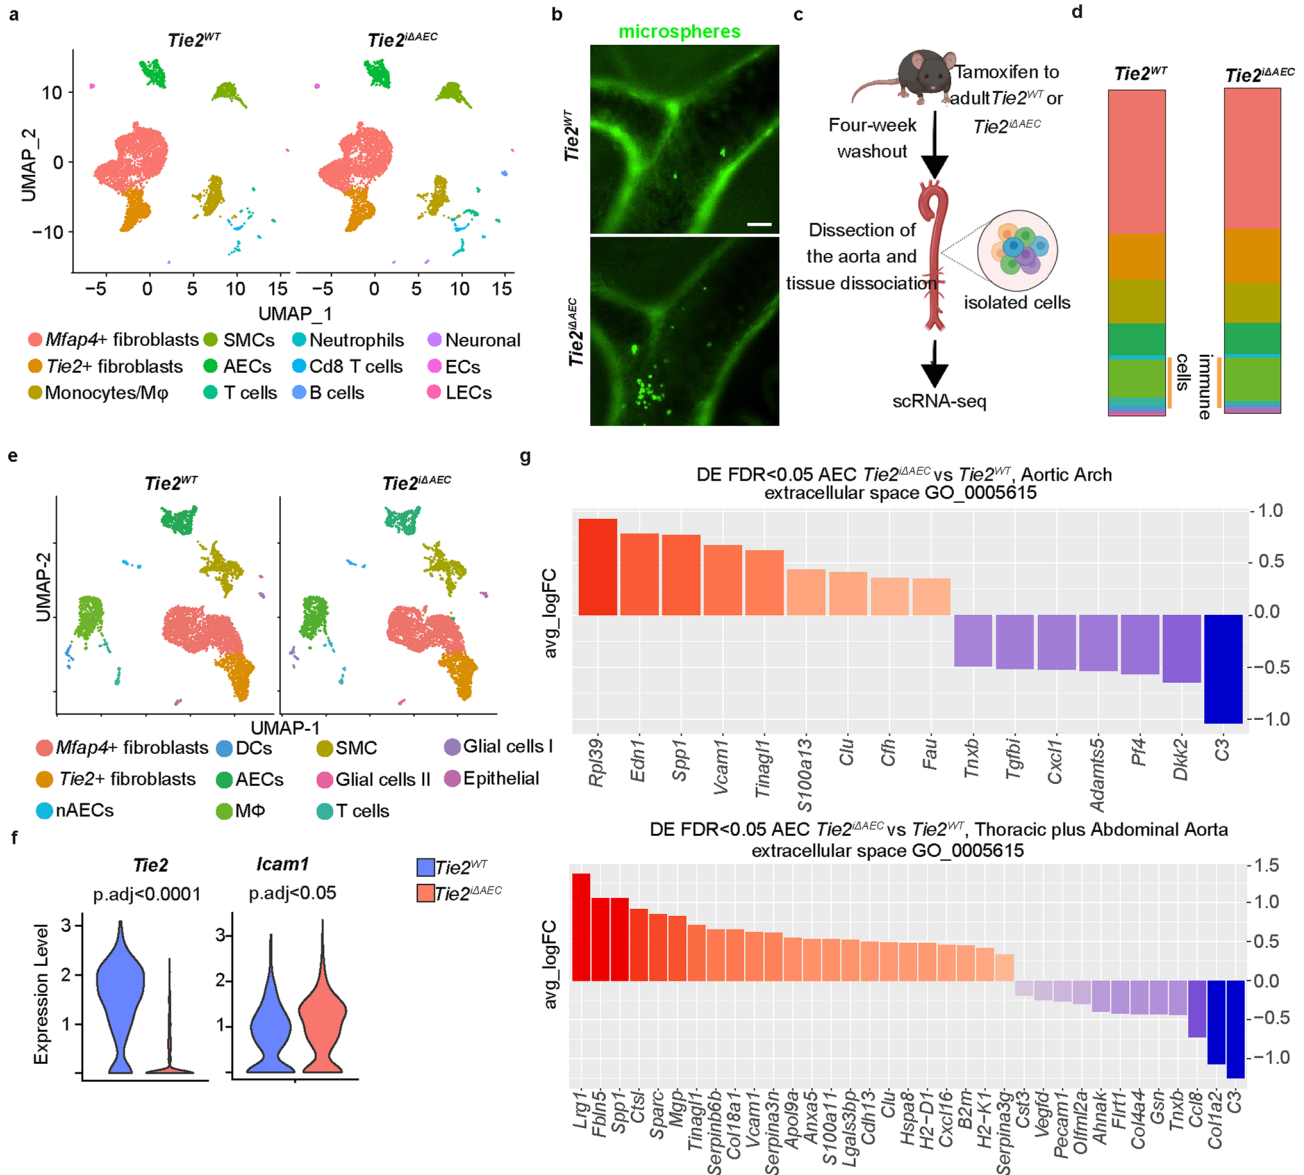 a
Tie2WT
Tie2iΔAEC
UMAP_2
10
0
−10
−5 0 5 10 15
−5 0 5 10 15
UMAP_1
Mfap4+ fibroblasts
SMCs
Neutrophils
Neuronal
Tie2+ fibroblasts
AECs
Cd8 T cells
ECs
Monocytes/Mφ
T cells
B cells
LECs
b
microspheres
Tie2WT
Tie2iΔAEC
c
Tamoxifen to
adultTie2WT or
Tie2iΔAEC
Four-week
washout
Dissection of
the aorta and
tissue dissociation
isolated cells
scRNA-seq
d
Tie2WT
Tie2iΔAEC
immune
cells
e
Tie2WT
Tie2iΔAEC
UMAP-2
UMAP-1
Mfap4+ fibroblasts
DCs
SMC
Glial cells I
Tie2+ fibroblasts
AECs
Glial cells II
Epithelial
nAECs
MΦ
T cells
f
Tie2
p.adj<0.0001
Icam1
p.adj<0.05
Tie2WT
Tie2iΔAEC
Expression Level
3
2
1
3
2
1
g
DE FDR<0.05 AEC Tie2iΔAEC vs Tie2WT, Aortic Arch
extracellular space GO_0005615
avg_logFC
1.0
0.5
0.0
−0.5
−1.0
Rpl39
Edn1
Spp1
Vcam1
Tinagl1
S100a13
Clu
Cfh
Fau
Tnxb
Tgfbi
Cxcl1
Adamts5
Pf4
Dkk2
C3
DE FDR<0.05 AEC Tie2iΔAEC vs Tie2WT, Thoracic plus Abdominal Aorta
extracellular space GO_0005615
avg_logFC
1.5
1.0
0.5
0.0
−0.5
−1.0
Lrg1
Fbln5
Spp1
Ctsl
Sparc
Mgp
Tinagl1
Serpinb6b
Col18a1
Vcam1
Serpina3n
Apol9a
Anxa5
S100a11
Lgals3bp
Cdh13
Clu
Hspa8
H2−D1
Cxcl16
B2m
H2−K1
Serpina3g
Cst3
Vegfd
Pecam1
Olfml2a
Ahnak
Flrt1
Col4a4
Gsn
Tnxb
Ccl8
Col1a2
C3